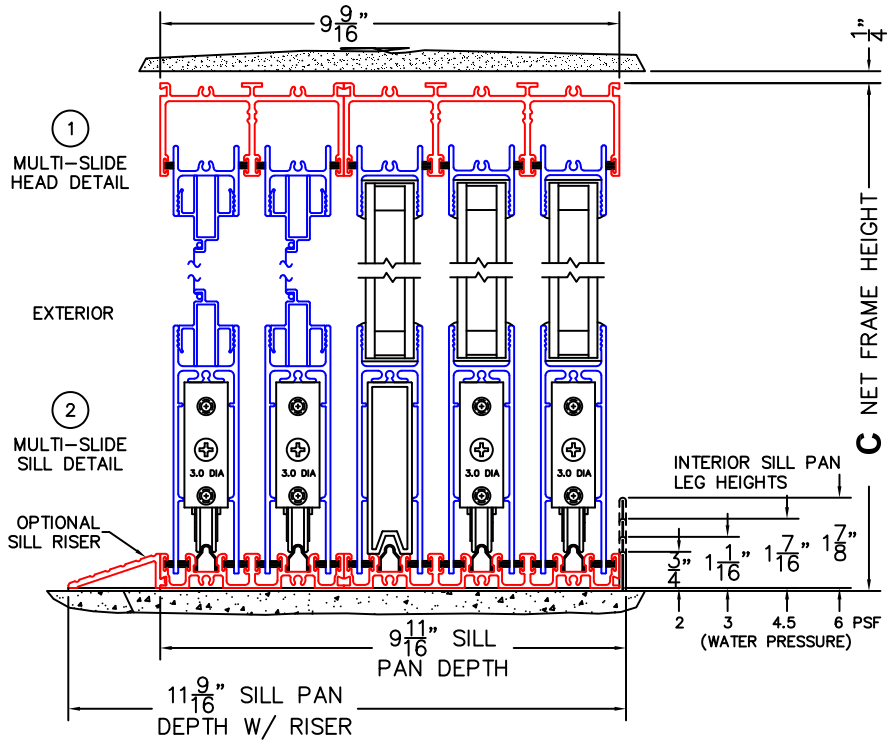 9 9/16"
1/4"
1
MULTI-SLIDE
HEAD DETAIL
EXTERIOR
C NET FRAME HEIGHT
2
MULTI-SLIDE
SILL DETAIL
3.0 DIA
3.0 DIA
3.0 DIA
3.0 DIA
INTERIOR SILL PAN
LEG HEIGHTS
OPTIONAL
SILL RISER
3/4"
1 1/16"
1 7/16"
1 7/8"
2 3 4.5 6 PSF
(WATER PRESSURE)
9 11/16" SILL
PAN DEPTH
11 9/16" SILL PAN
DEPTH W/ RISER